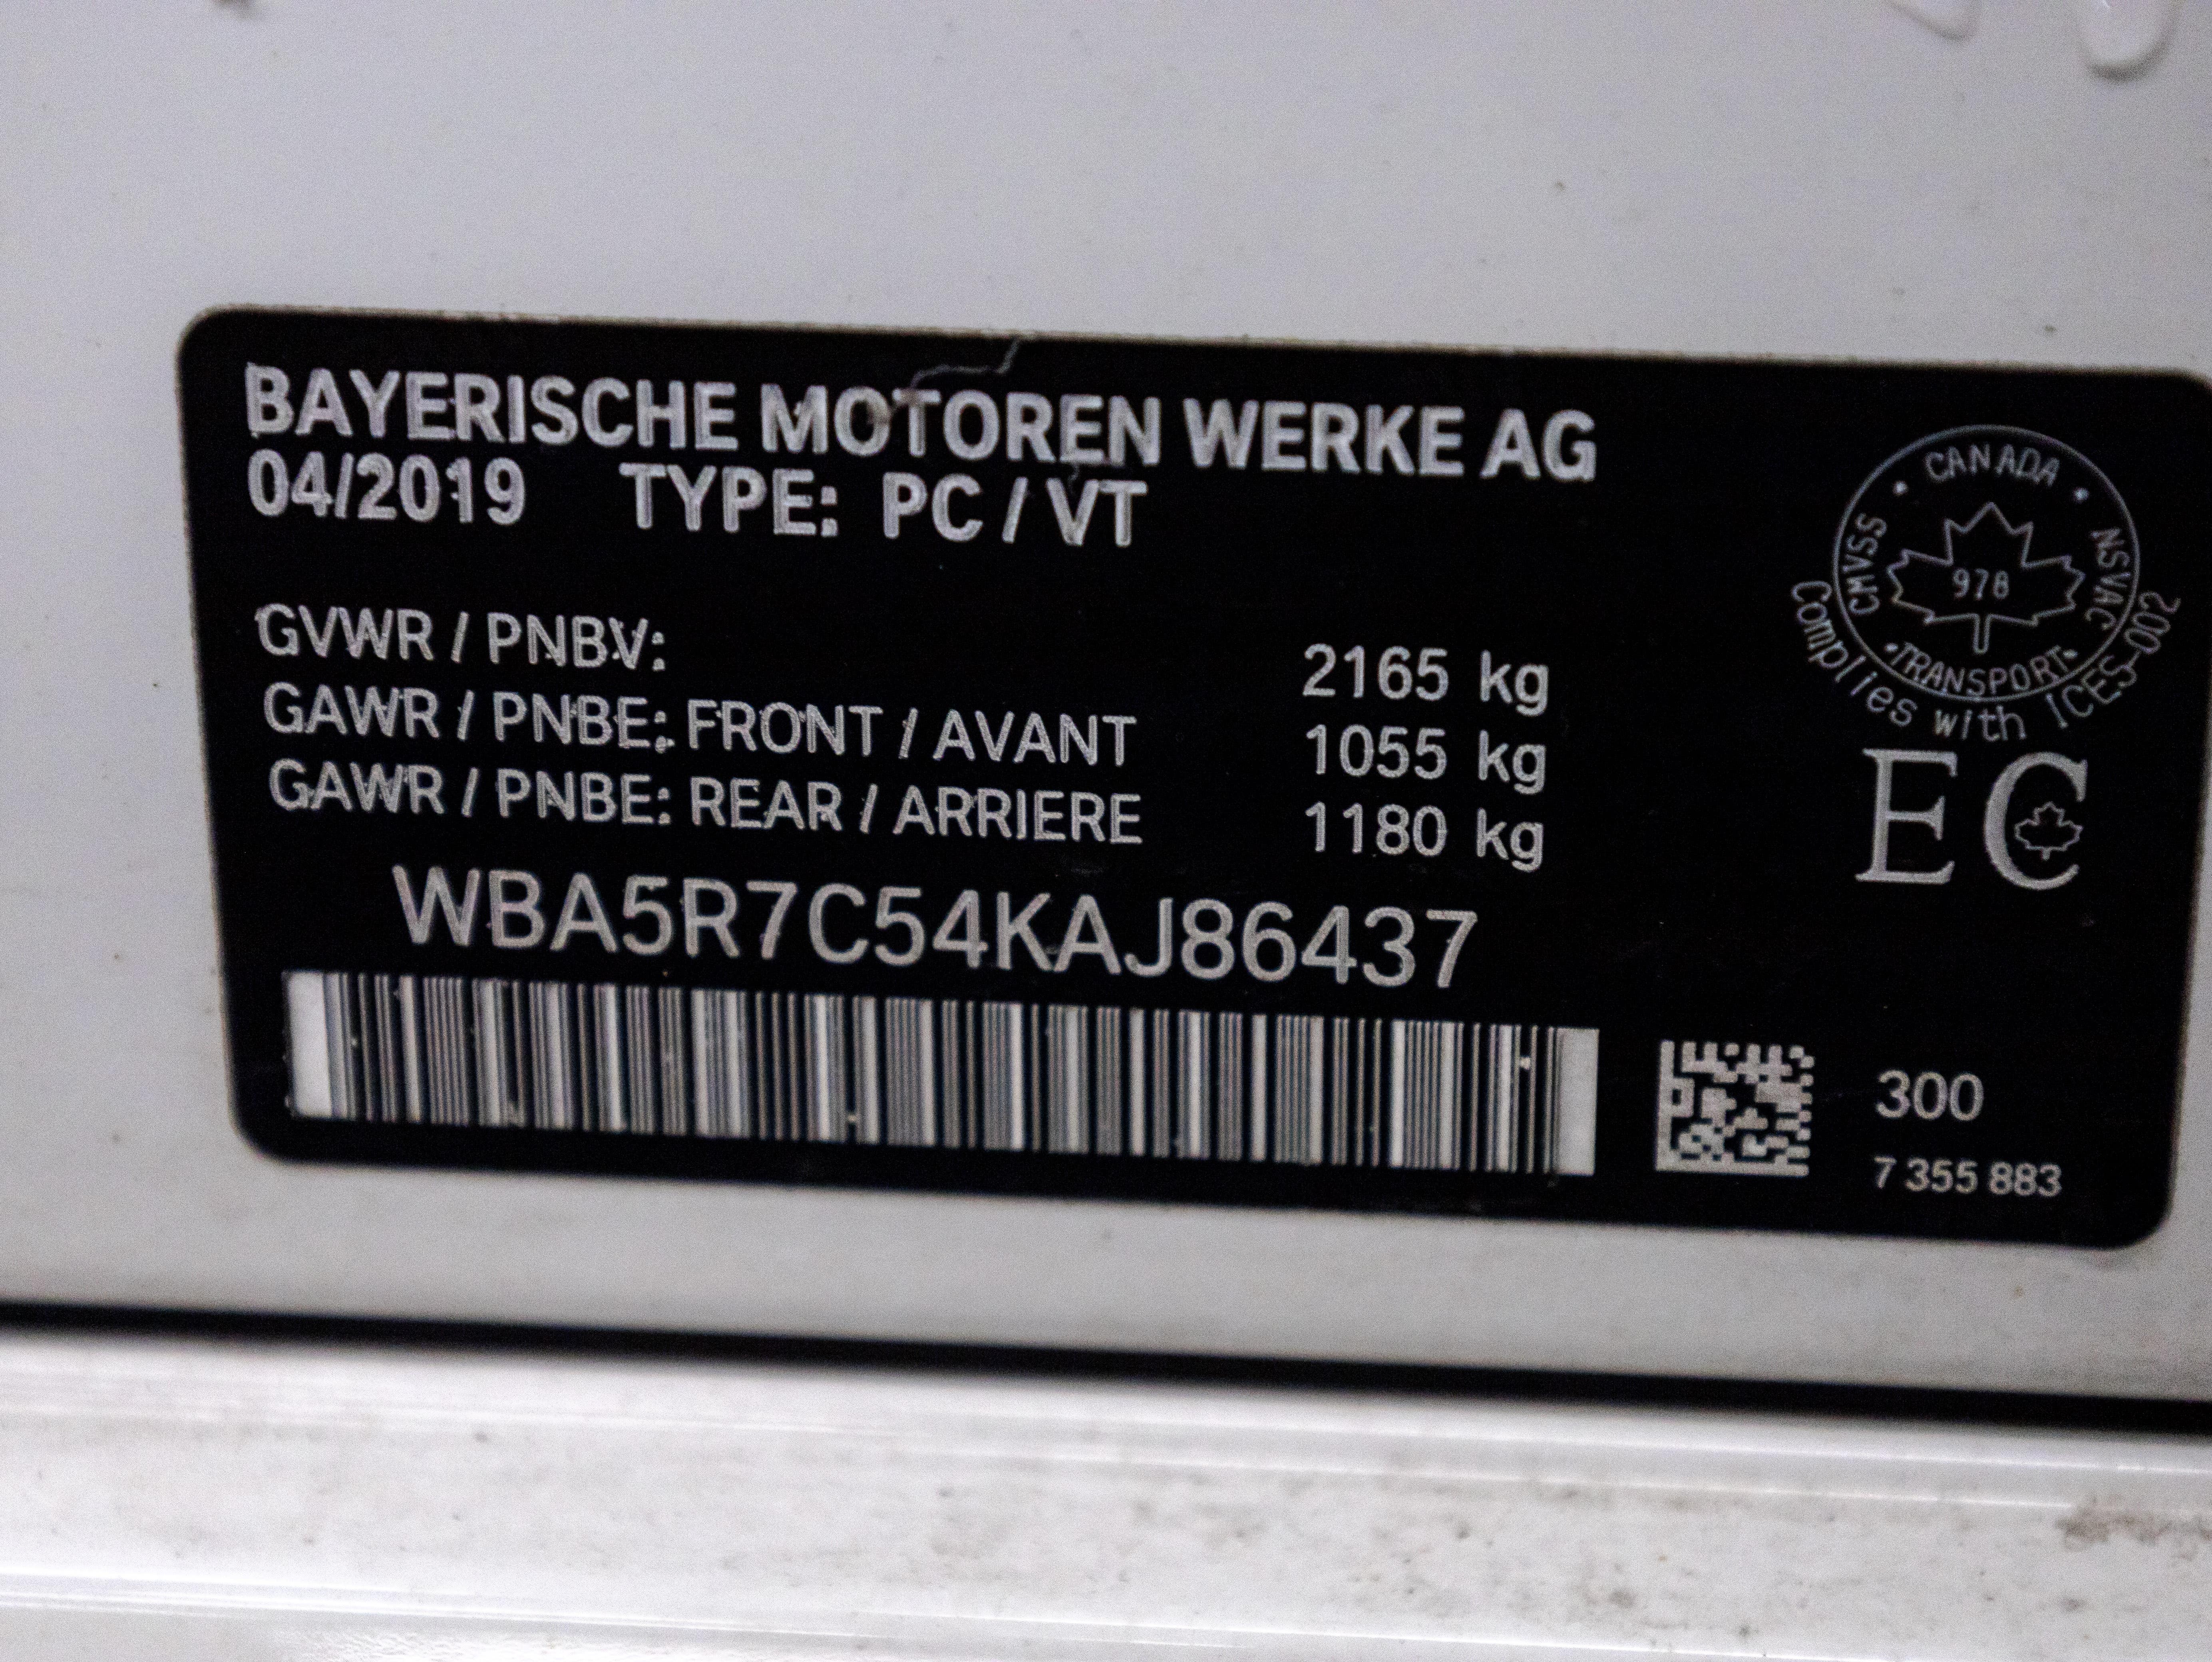 BAYERISCHE MOTOREN WERKE AG
04/2019 TYPE: PC / VT
GVWR / PNBV: 2165 kg
GAWR / PNBE: FRONT / AVANT 1055 kg
GAWR / PNBE: REAR / ARRIERE 1180 kg
WBA5R7C54KAJ86437
CANADA
CMVSS
978
NSVAC
TRANSPORT
Complies with ICES-002
EC
300
7 355 883